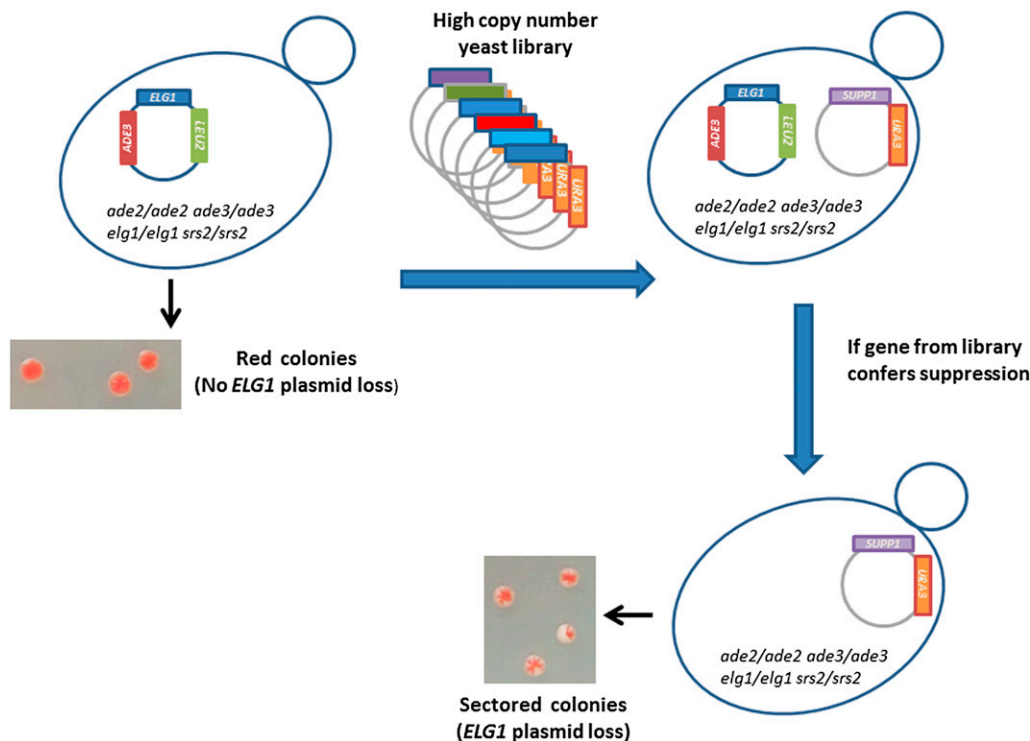 High copy number
yeast library
ELG1
ADE3
LEU2
ade2/ade2 ade3/ade3
elg1/elg1 srs2/srs2
URA3
URA3
URA3
ELG1
ADE3
LEU2
SUPP1
URA3
ade2/ade2 ade3/ade3
elg1/elg1 srs2/srs2
Red colonies
(No ELG1 plasmid loss)
If gene from library
confers suppression
SUPP1
URA3
ade2/ade2 ade3/ade3
elg1/elg1 srs2/srs2
Sectored colonies
(ELG1 plasmid loss)